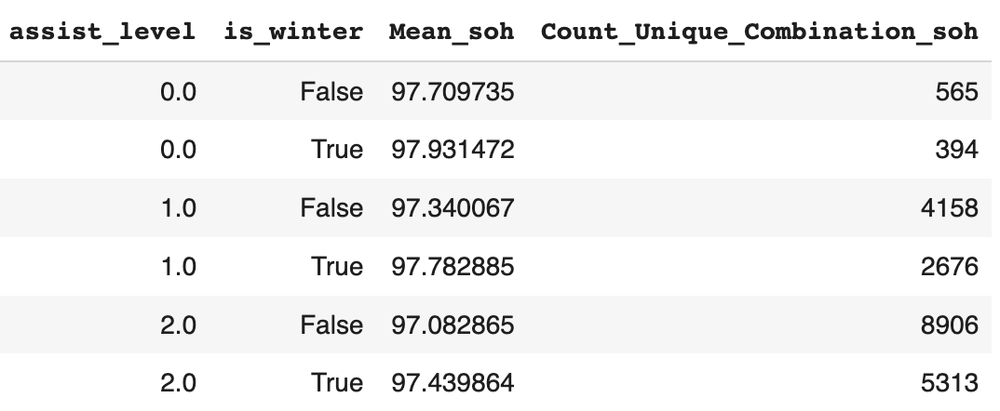 assist_level is_winter Mean_soh Count_Unique_Combination_soh
0.0 False 97.709735 565
0.0 True 97.931472 394
1.0 False 97.340067 4158
1.0 True 97.782885 2676
2.0 False 97.082865 8906
2.0 True 97.439864 5313